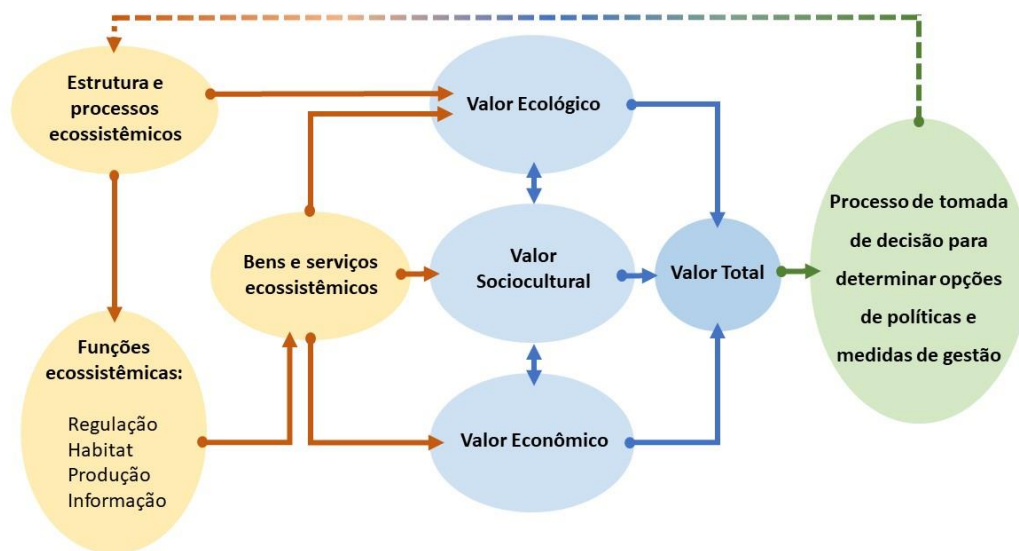 Estrutura e
processos
ecossistêmicos
Valor Ecológico
Bens e serviços
ecossistêmicos
Valor
Sociocultural
Valor Total
Processo de tomada
de decisão para
determinar opções
de políticas e
medidas de gestão
Funções
ecossistêmicas:
Regulação
Habitat
Produção
Informação
Valor Econômico